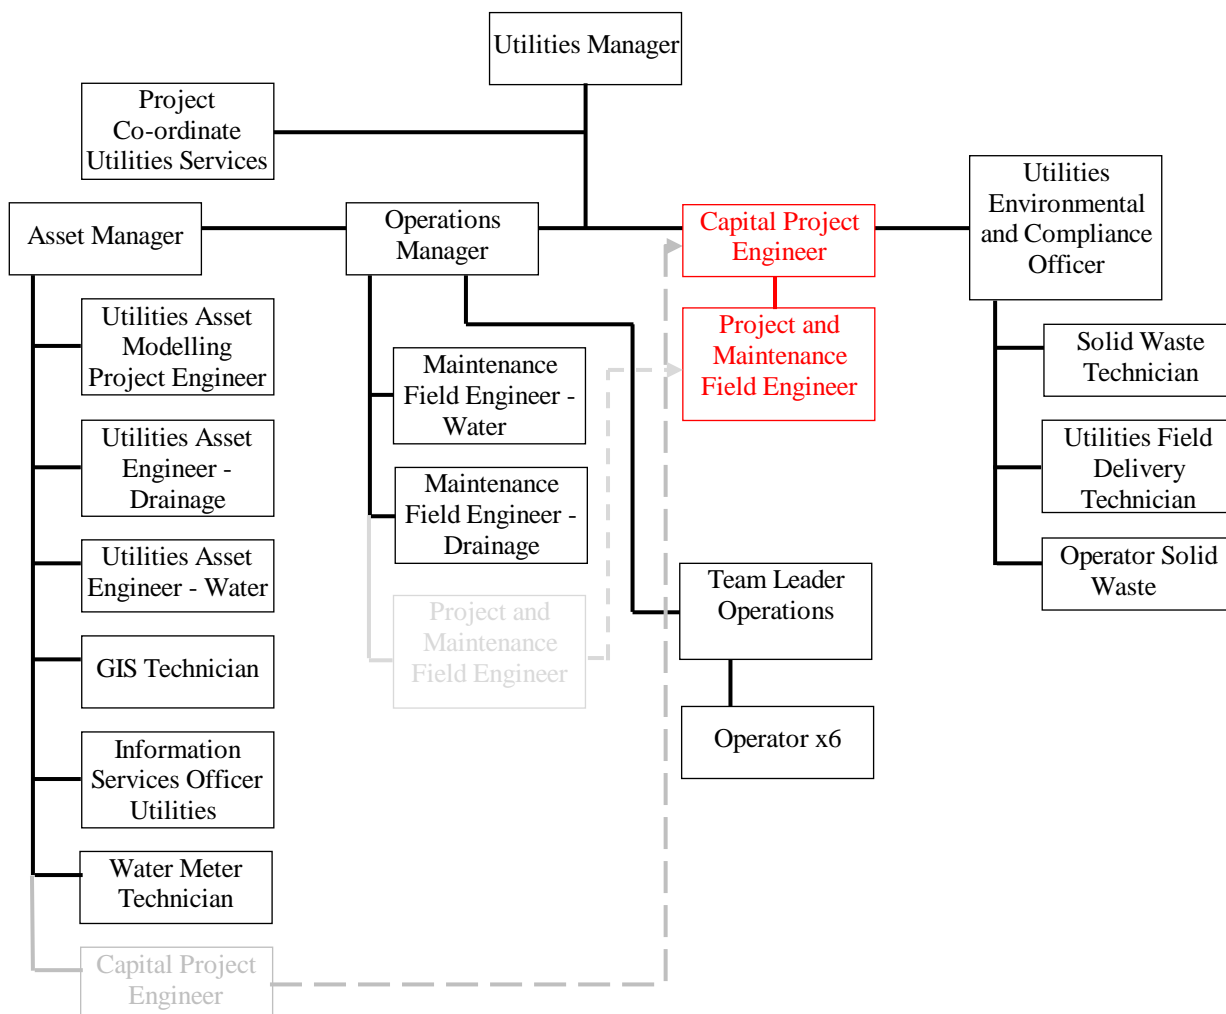 Utilities Manager
Project
Co-ordinate
Utilities Services
Asset Manager
Operations
Manager
Capital Project
Engineer
Utilities
Environmental
and Compliance
Officer
Utilities Asset
Modelling
Project Engineer
Utilities Asset
Engineer -
Drainage
Utilities Asset
Engineer - Water
GIS Technician
Information
Services Officer
Utilities
Water Meter
Technician
Capital Project
Engineer
Maintenance
Field Engineer -
Water
Maintenance
Field Engineer -
Drainage
Project and
Maintenance
Field Engineer
Project and
Maintenance
Field Engineer
Team Leader
Operations
Operator x6
Solid Waste
Technician
Utilities Field
Delivery
Technician
Operator Solid
Waste